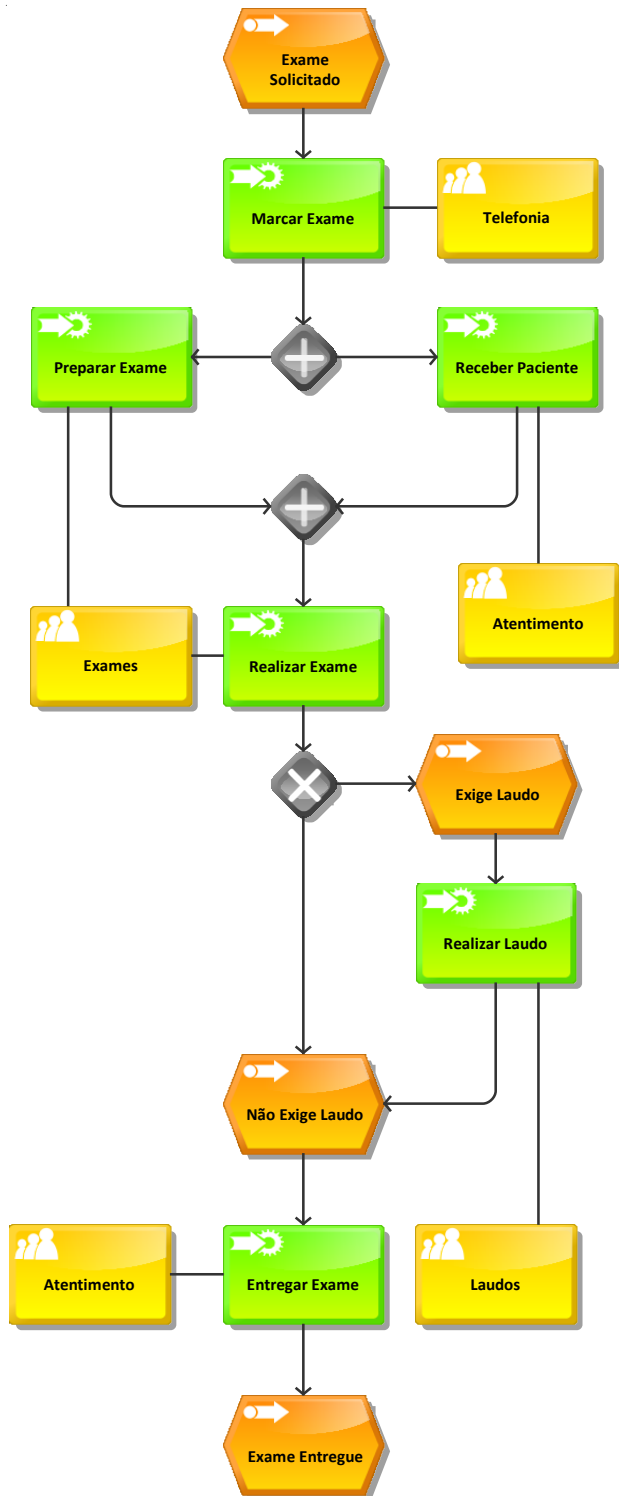 Exame
Solicitado
Marcar Exame
Telefonia
Preparar Exame
Receber Paciente
Atentimento
Exames
Realizar Exame
Exige Laudo
Realizar Laudo
Não Exige Laudo
Atentimento
Entregar Exame
Laudos
Exame Entregue